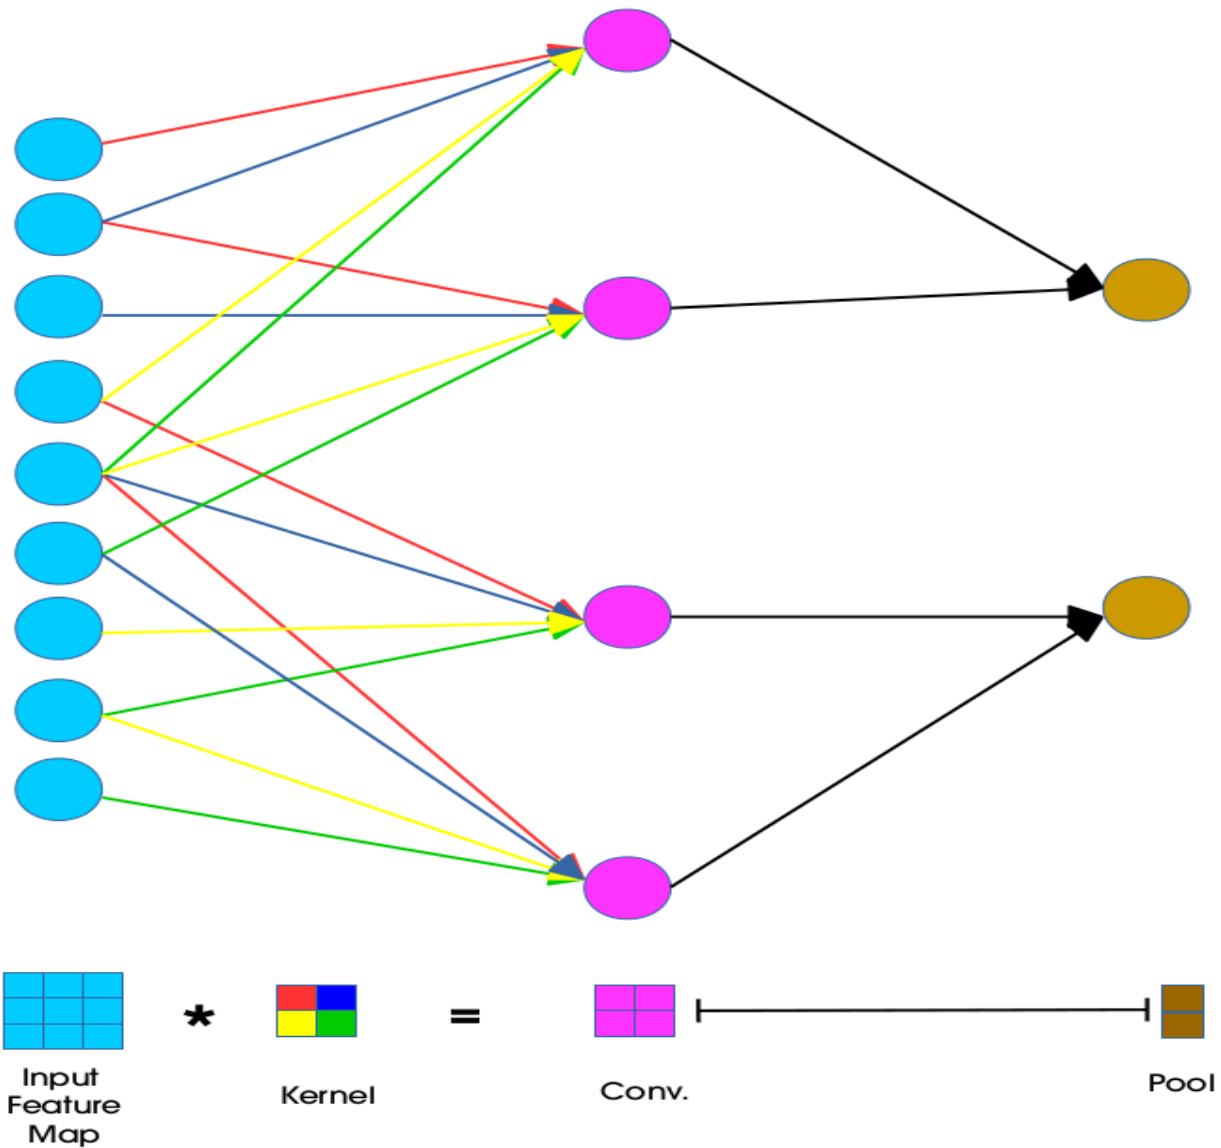 *
=
Input
Feature
Map
Kernel
Conv.
Pool